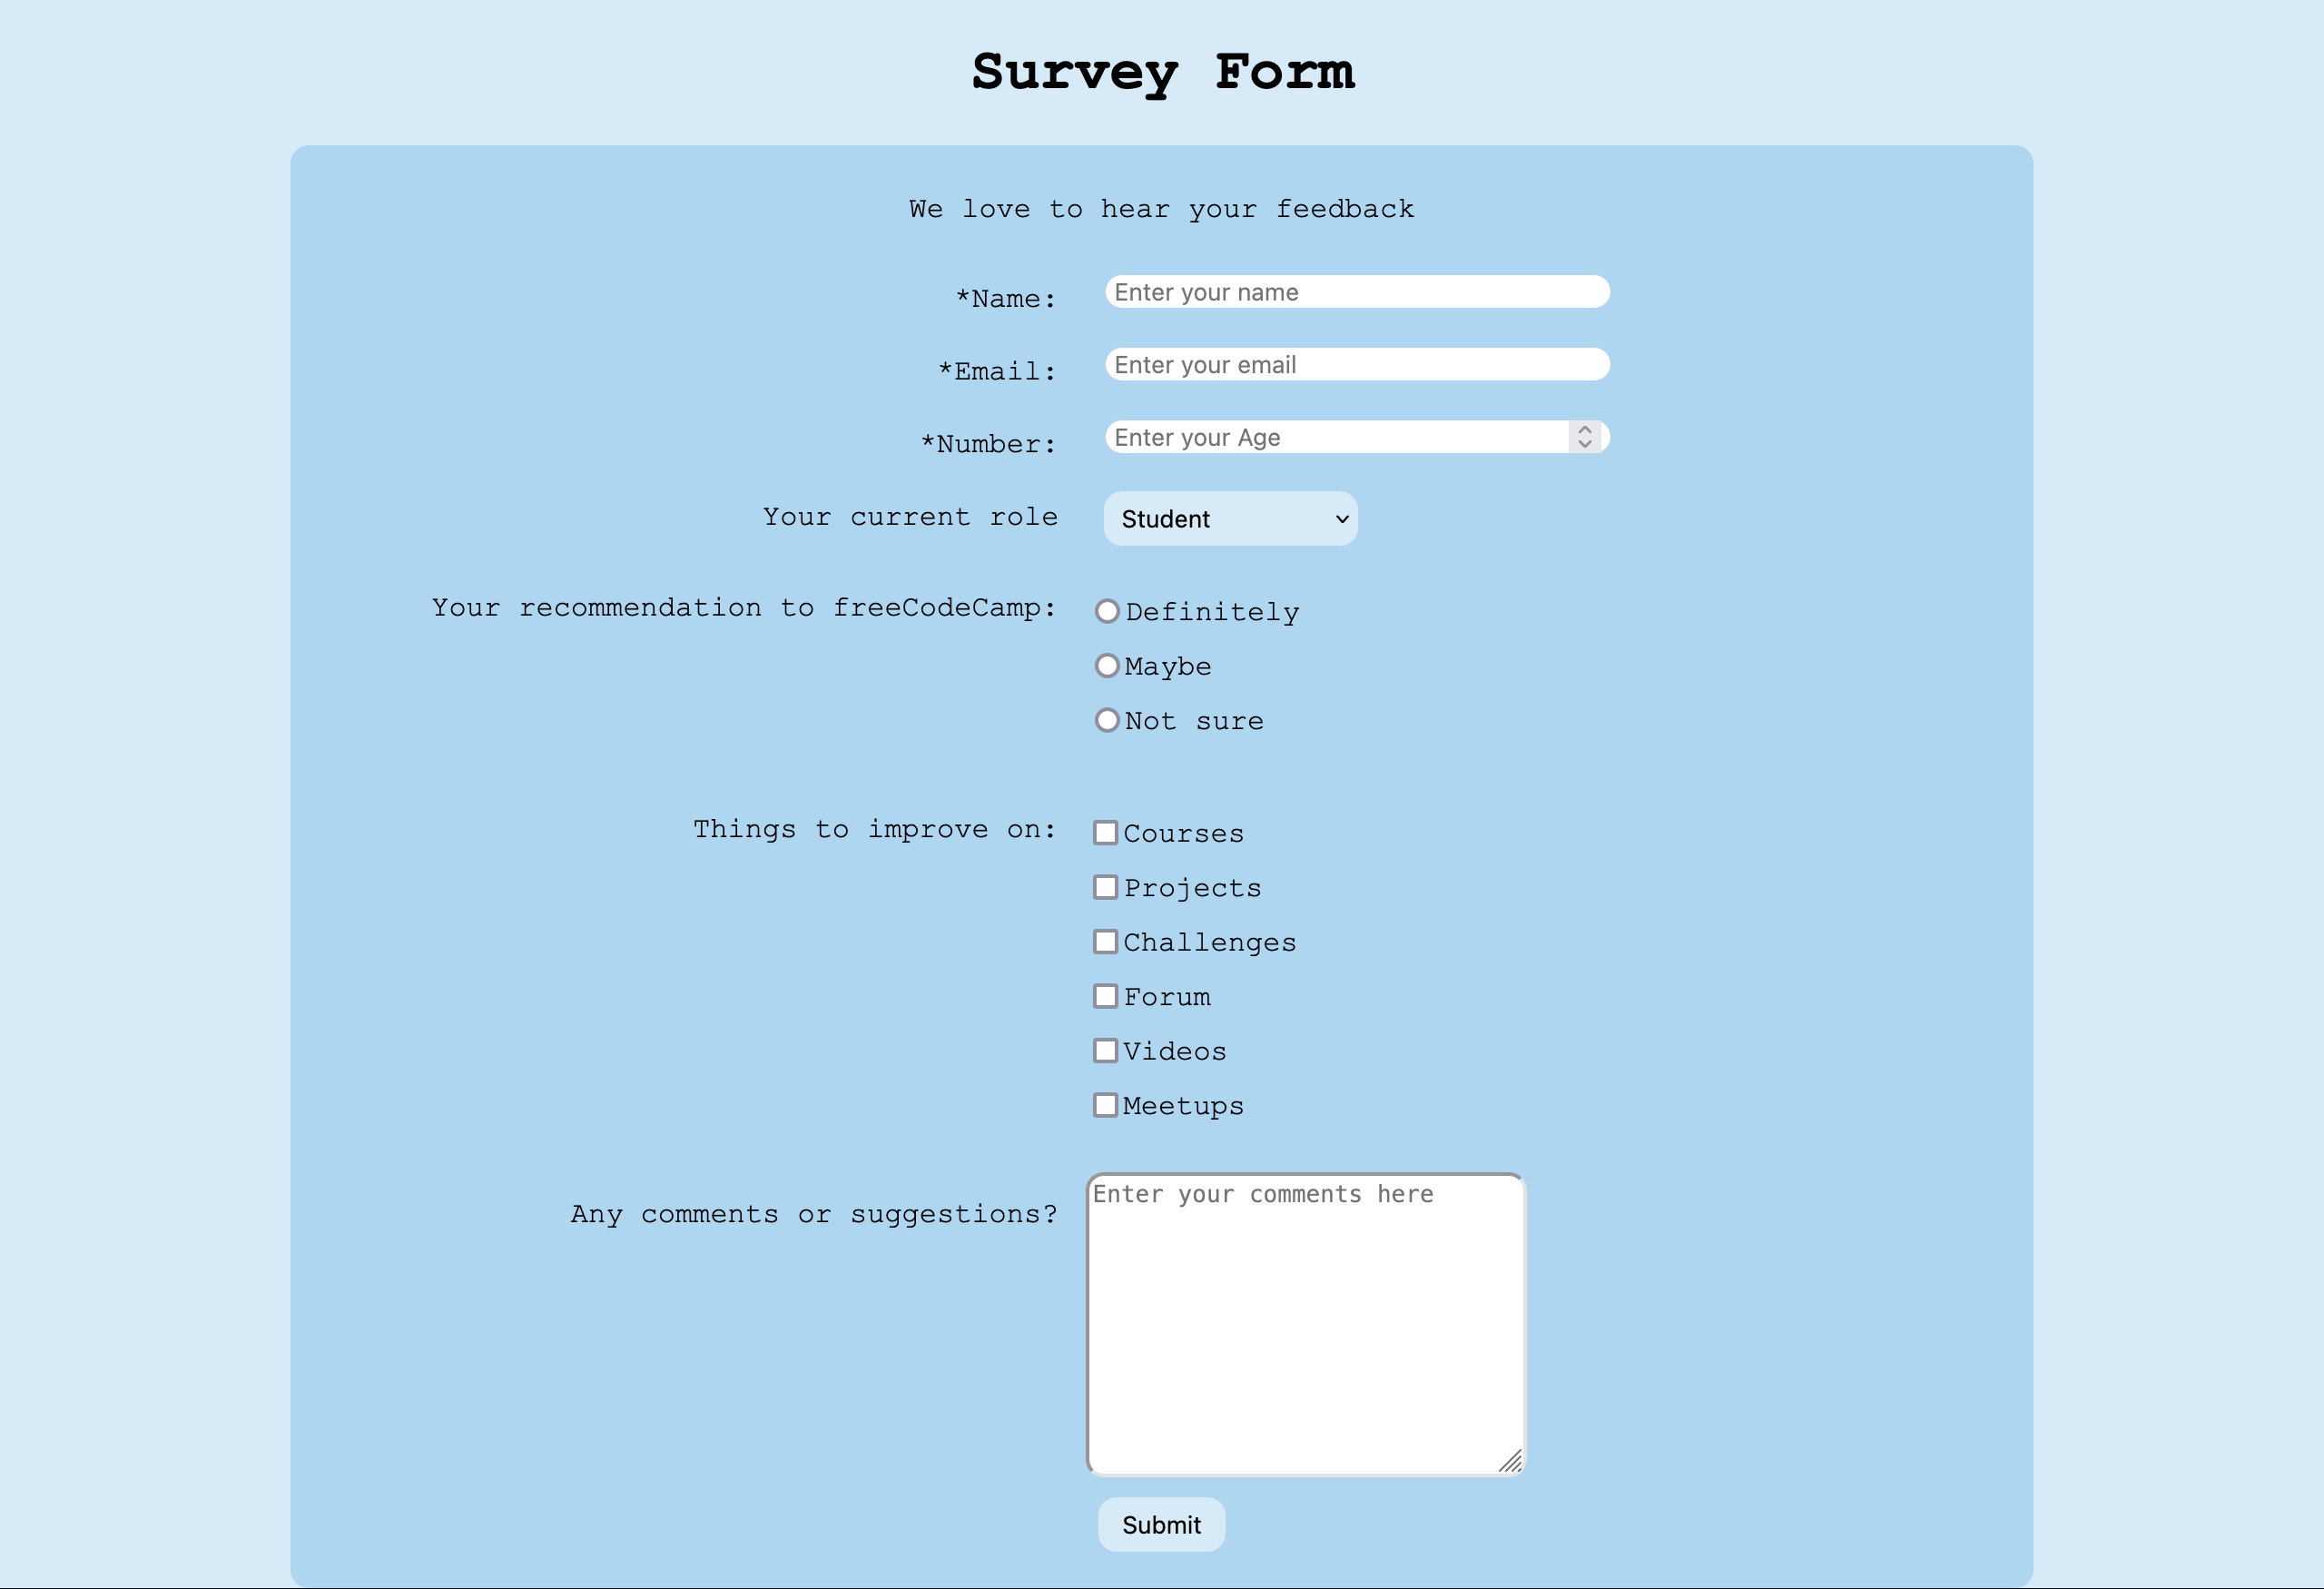 Survey Form
We love to hear your feedback
*Name: Enter your name
*Email: Enter your email
*Number: Enter your Age
Your current role Student
Your recommendation to freeCodeCamp: Definitely
Maybe
Not sure
Things to improve on: Courses
Projects
Challenges
Forum
Videos
Meetups
Any comments or suggestions? Enter your comments here
Submit